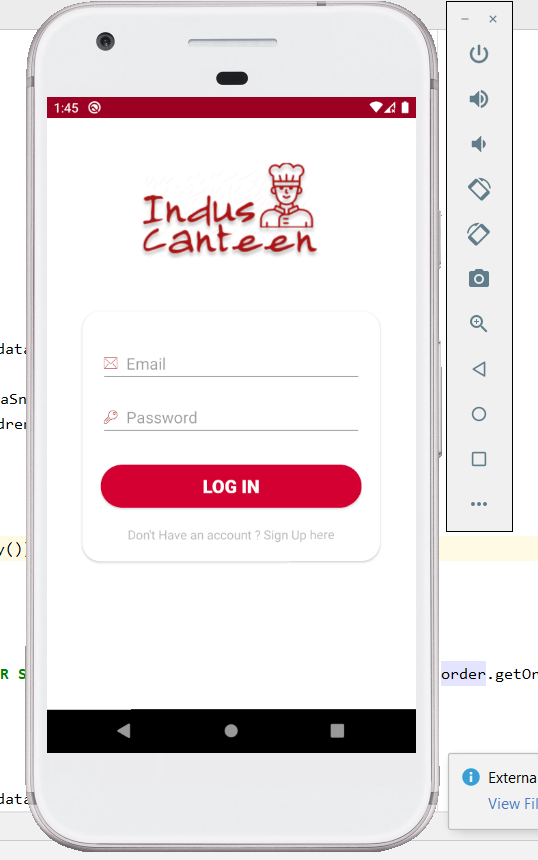 1:45
Indus
Canteen
data
aSn
dren
Email
Password
LOG IN
Don't Have an account ? Sign Up here
y()
R S
order.getOr
data
Externa
View Fil